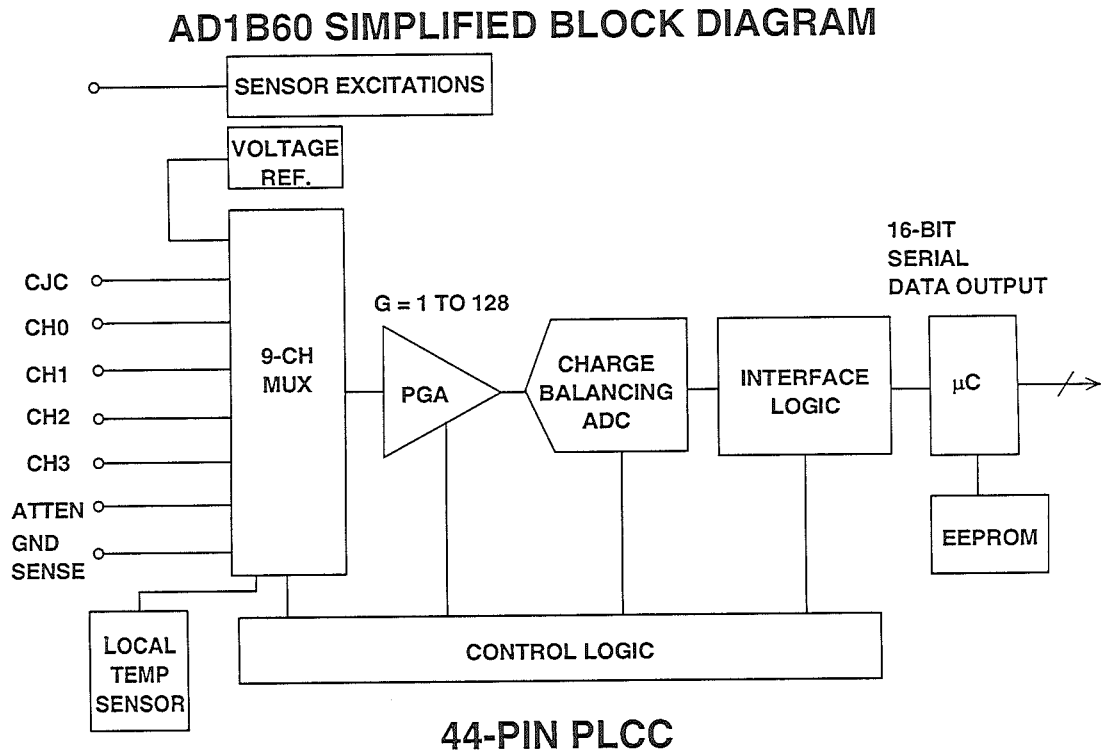 AD1B60 SIMPLIFIED BLOCK DIAGRAM
SENSOR EXCITATIONS
VOLTAGE
REF.
16-BIT
SERIAL
DATA OUTPUT
CJC
CH0
CH1
CH2
CH3
ATTEN
GND
SENSE
9-CH
MUX
G = 1 TO 128
PGA
CHARGE
BALANCING
ADC
INTERFACE
LOGIC
μC
EEPROM
LOCAL
TEMP
SENSOR
CONTROL LOGIC
44-PIN PLCC